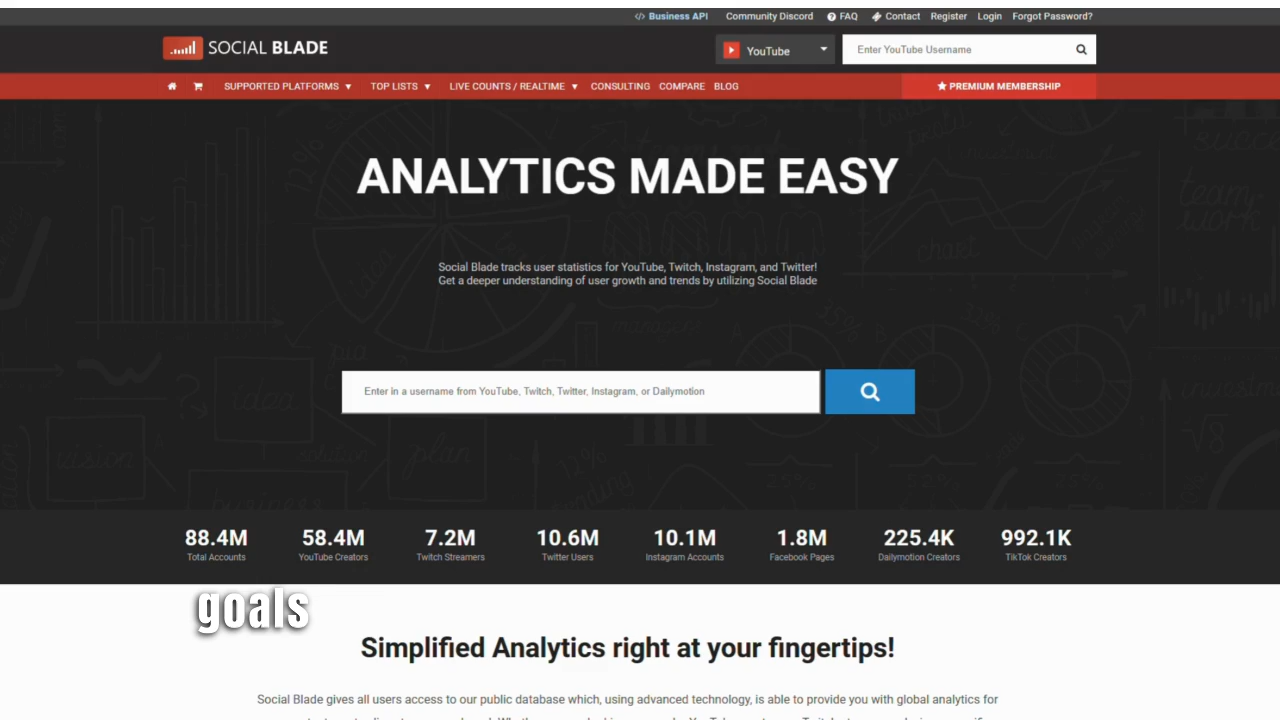 </> Business API Community Discord FAQ Contact Register Login Forgot Password?
SOCIAL BLADE YouTube Enter YouTube Username
SUPPORTED PLATFORMS ▼ TOP LISTS ▼ LIVE COUNTS / REALTIME ▼ CONSULTING COMPARE BLOG PREMIUM MEMBERSHIP
ANALYTICS MADE EASY
Social Blade tracks user statistics for YouTube, Twitch, Instagram, and Twitter!
Get a deeper understanding of user growth and trends by utilizing Social Blade
Enter in a username from YouTube, Twitch, Twitter, Instagram, or Dailymotion
88.4M 58.4M 7.2M 10.6M 10.1M 1.8M 225.4K 992.1K
Total Accounts YouTube Creators Twitch Streamers Twitter Users Instagram Accounts Facebook Pages Dailymotion Creators TikTok Creators
goals
Simplified Analytics right at your fingertips!
Social Blade gives all users access to our public database which, using advanced technology, is able to provide you with global analytics for